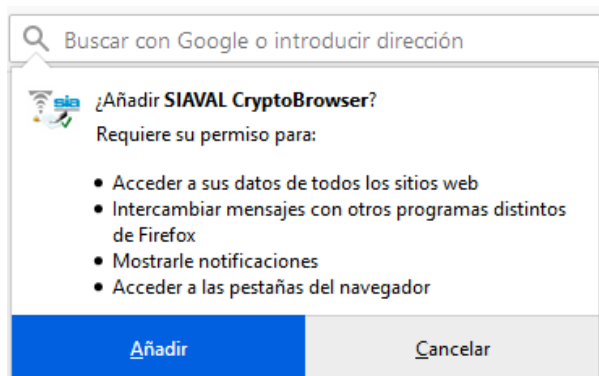 Buscar con Google o introducir dirección
sia
¿Añadir SIAVAL CryptoBrowser?
Requiere su permiso para:
• Acceder a sus datos de todos los sitios web
• Intercambiar mensajes con otros programas distintos
de Firefox
• Mostrarle notificaciones
• Acceder a las pestañas del navegador
Añadir
Cancelar